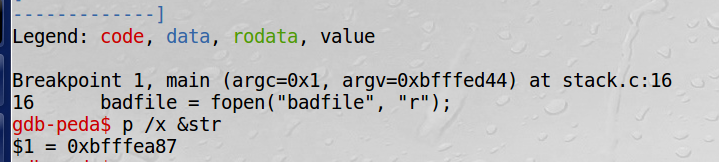 -------------]
Legend: code, data, rodata, value
Breakpoint 1, main (argc=0x1, argv=0xbfffed44) at stack.c:16
16      badfile = fopen("badfile", "r");
gdb-peda$ p /x &str
$1 = 0xbfffea87